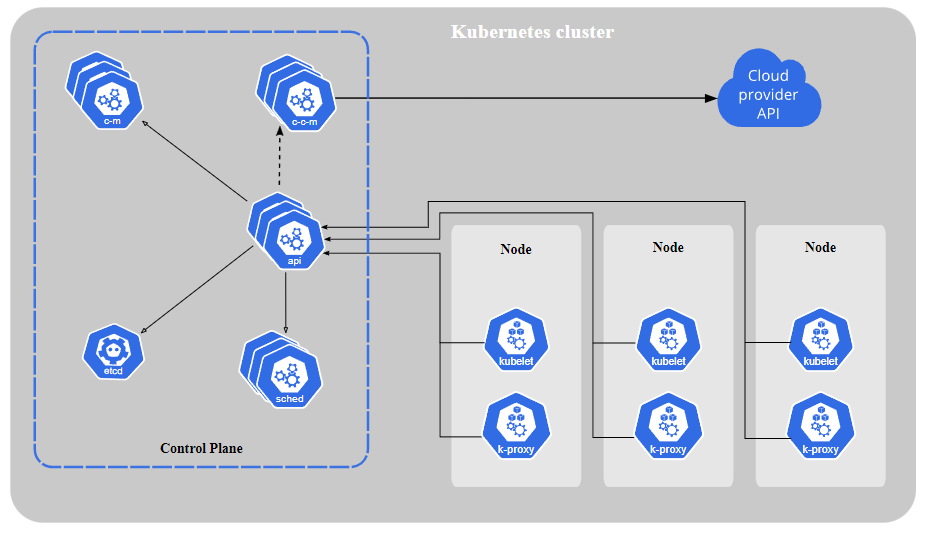 Kubernetes cluster
c-m
c-c-m
Cloud
provider
API
api
etcd
sched
Control Plane
Node
Node
Node
kubelet
kubelet
kubelet
k-proxy
k-proxy
k-proxy